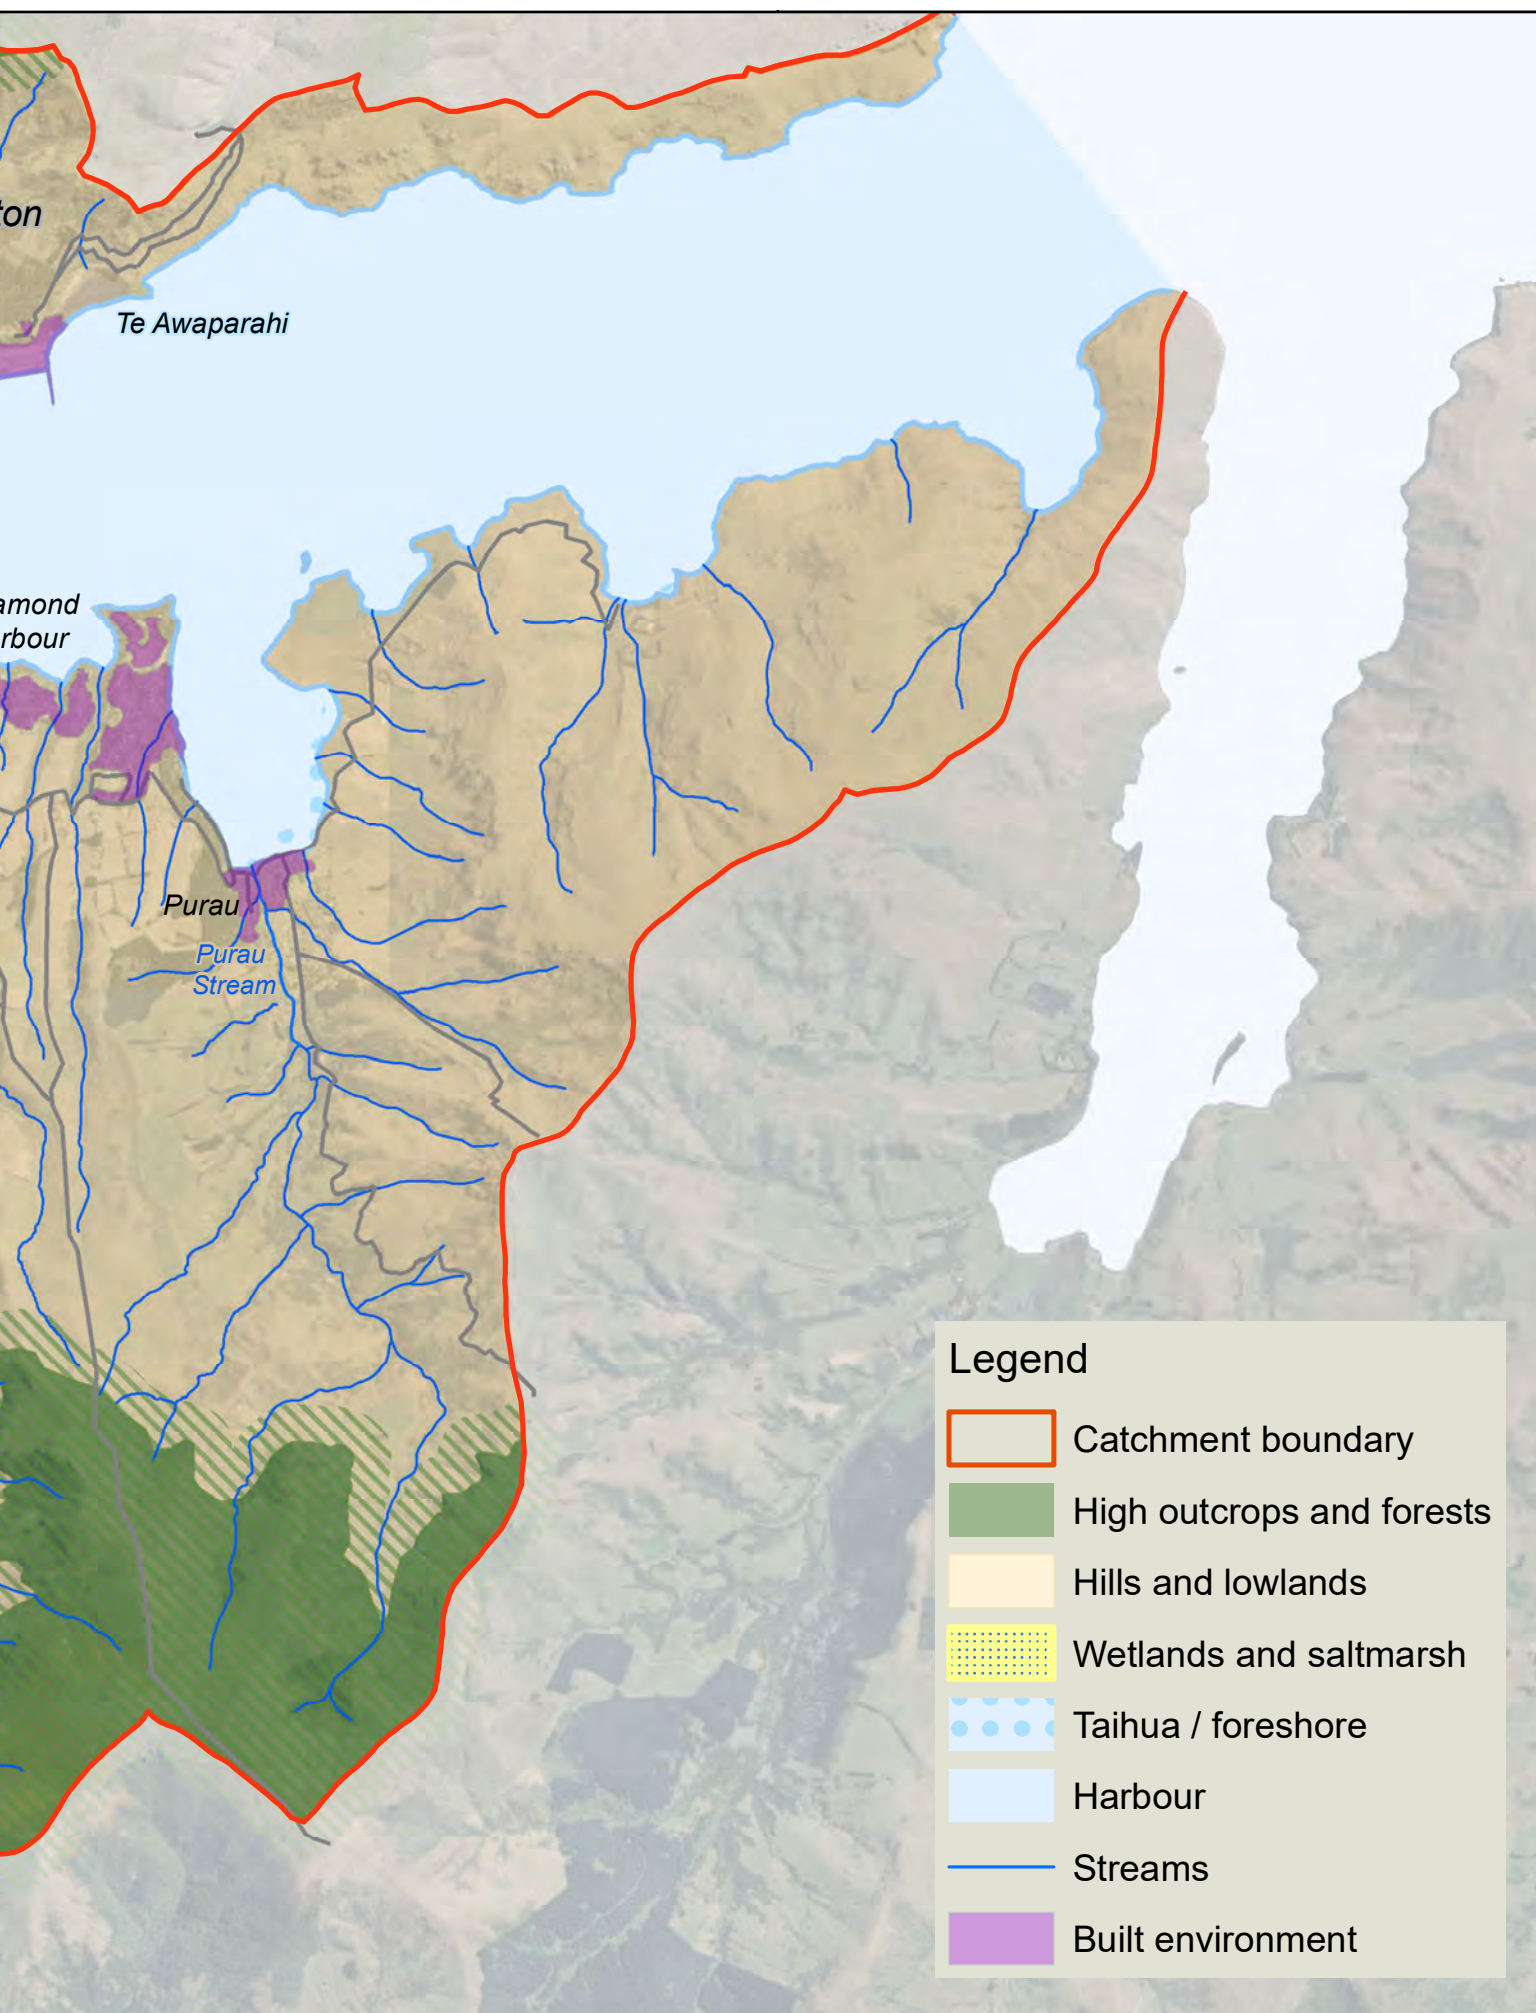 ton
Te Awaparahi
amond
rbour
Purau
Purau
Stream
Legend
Catchment boundary
High outcrops and forests
Hills and lowlands
Wetlands and saltmarsh
Taihua / foreshore
Harbour
Streams
Built environment